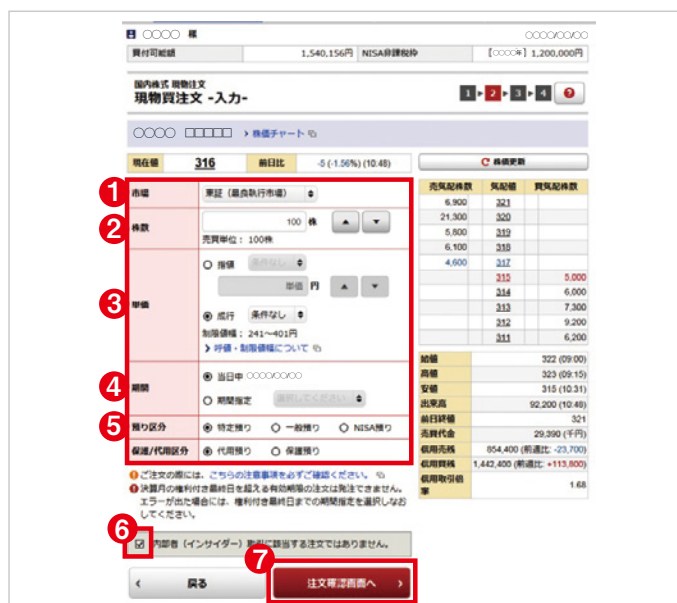 ○○○○ 様
○○○○/○○/○○
買付可能額 1,540,156円 NISA非課税枠 [○○○○年] 1,200,000円
国内株式 現物注文
現物買注文 -入力-
1 2 3 4 ?
○○○○ □□□□□ 株価チャート
現在値 316 前日比 -5 (-1.56%) (10:48)
株価更新
1 市場 東証 (最良執行市場)
2 株数 100 株
売買単位: 100株
3 単価
指値 条件なし
単価 円
成行 条件なし
制限値幅: 241~401円
呼値・制限値幅について
4 期間
当日中 ○○○○/○○/○○
期間指定 選択してください
5 預り区分 特定預り 一般預り NISA預り
保護/代用区分 代用預り 保護預り
ご注文の際には、こちらの注意事項を必ずご確認ください。
決算月の権利付き最終日を超える有効期限の注文は発注できません。
エラーが出た場合には、権利付き最終日までの期間指定を選択しなお
してください。
6 内部者 (インサイダー) 取引に該当する注文ではありません。
7
戻る 注文確認画面へ
売気配株数 気配値 買気配株数
6,900 321
21,300 320
5,800 319
6,100 318
4,600 317
315 5,000
314 6,000
313 7,300
312 9,200
311 6,200
始値 322 (09:00)
高値 323 (09:15)
安値 315 (10:31)
出来高 92,200 (10:48)
前日終値 321
売買代金 29,390 (千円)
信用売残 854,400 (前週比: -23,700)
信用買残 1,442,400 (前週比: +113,800)
信用取引倍
率 1.68